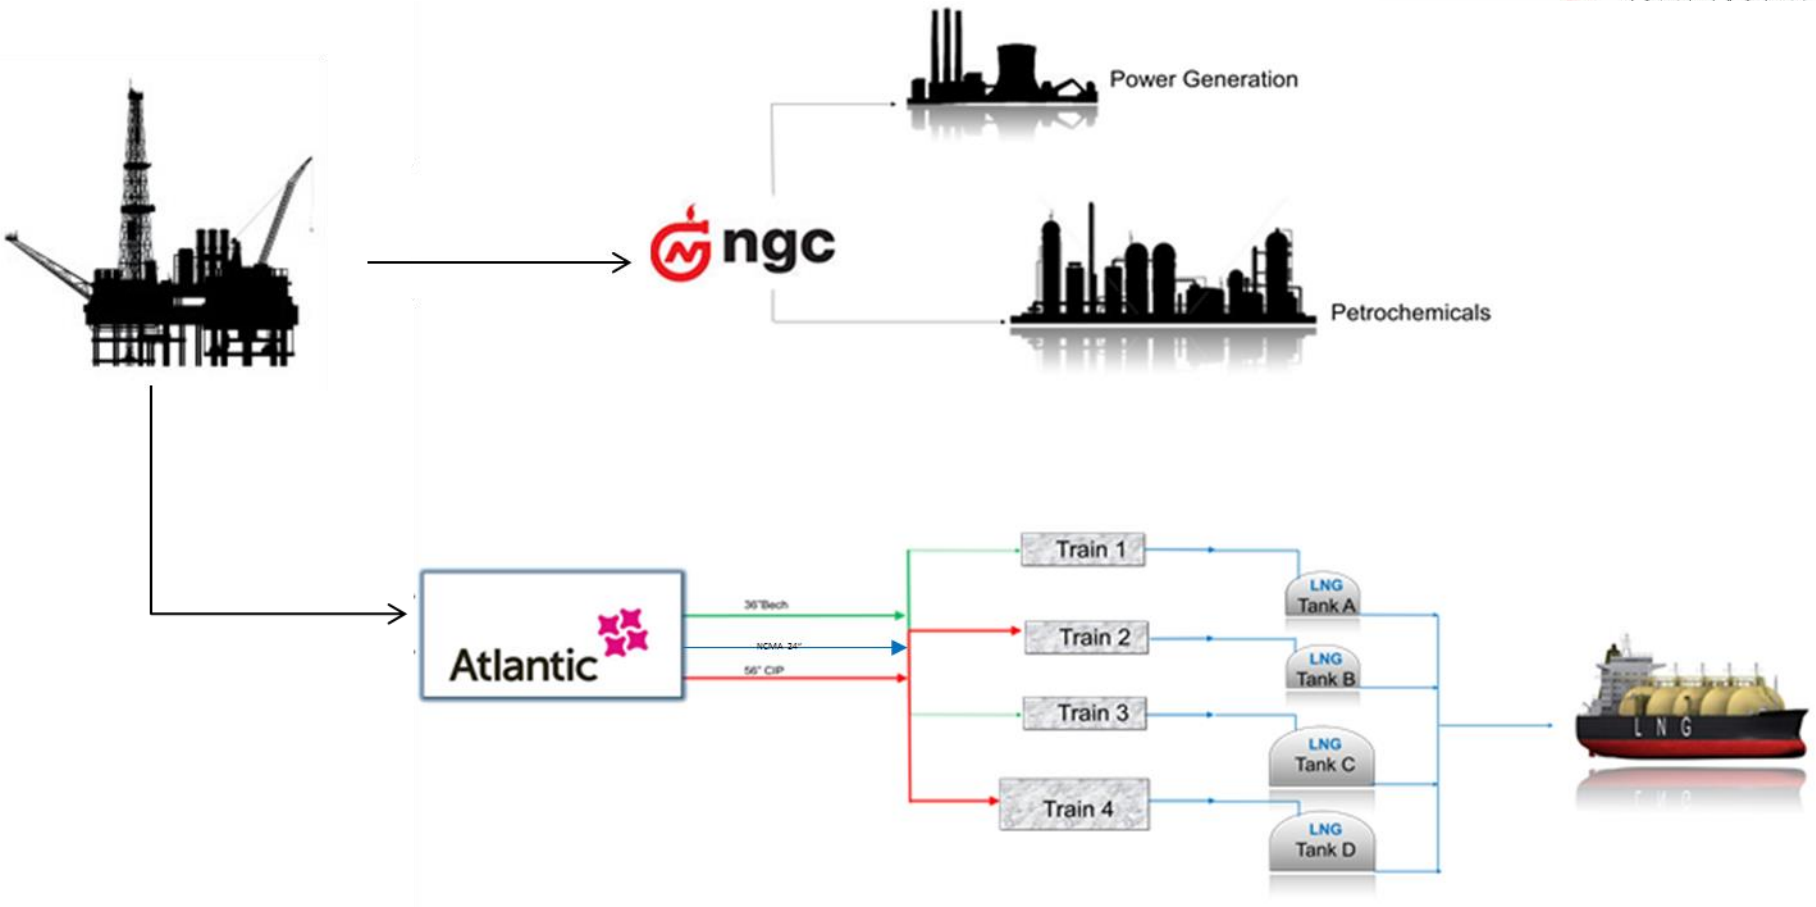 Power Generation
ngc
Petrochemicals
Atlantic
36"Bech
NCMA 24"
56" CIP
Train 1
Train 2
Train 3
Train 4
LNG
Tank A
LNG
Tank B
LNG
Tank C
LNG
Tank D
L N G